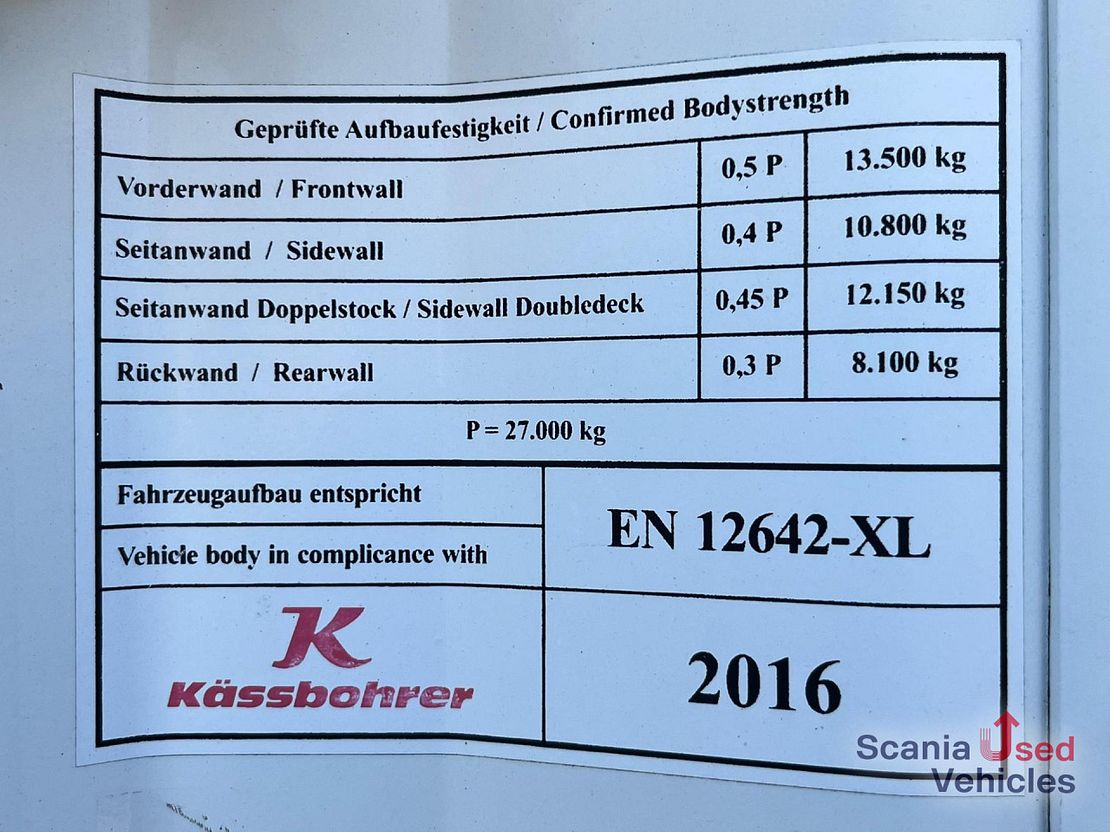 Geprüfte Aufbaufestigkeit / Confirmed Bodystrength
Vorderwand / Frontwall 0,5 P 13.500 kg
Seitanwand / Sidewall 0,4 P 10.800 kg
Seitanwand Doppelstock / Sidewall Doubledeck 0,45 P 12.150 kg
Rückwand / Rearwall 0,3 P 8.100 kg
P = 27.000 kg
Fahrzeugaufbau entspricht
Vehicle body in complicance with
EN 12642-XL
K
Kässbohrer
2016
Scania Used
Vehicles